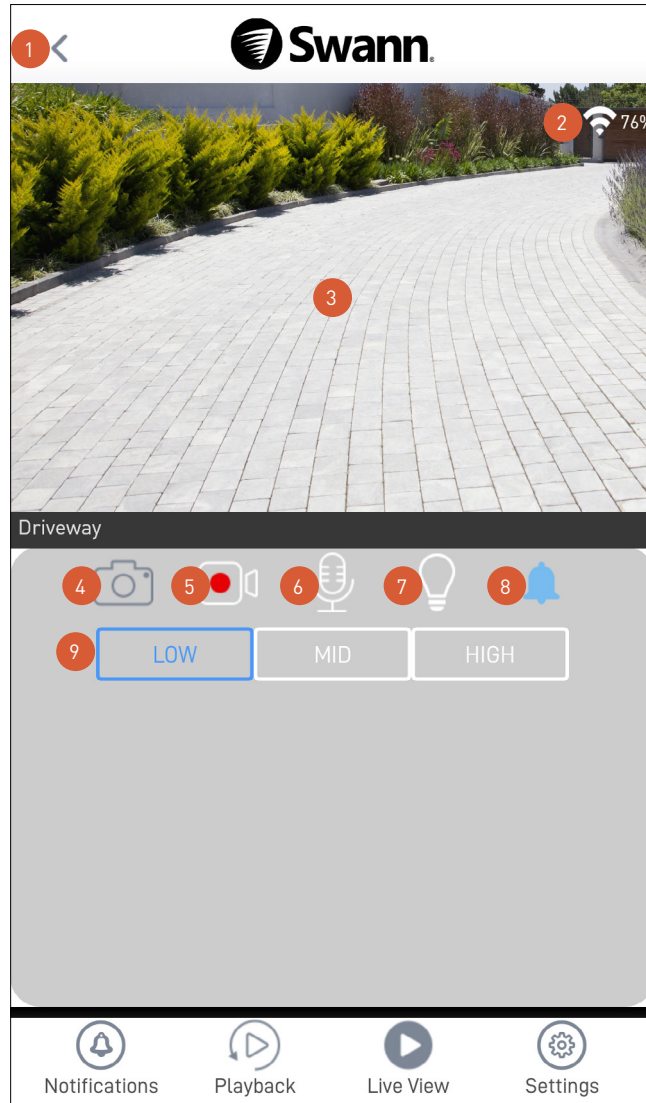 1
Swann
2
76%
3
Driveway
4
5
6
7
8
9
LOW
MID
HIGH
Notifications
Playback
Live View
Settings